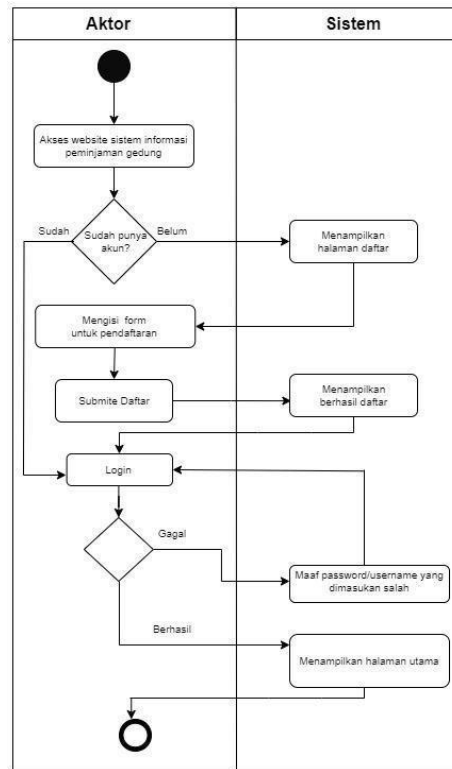 Aktor
Sistem
Akses website sistem informasi
peminjaman gedung
Sudah
Sudah punya
akun?
Belum
Menampilkan
halaman daftar
Mengisi form
untuk pendaftaran
Submite Daftar
Menampilkan
berhasil daftar
Login
Gagal
Maaf password/username yang
dimasukan salah
Berhasil
Menampilkan halaman utama